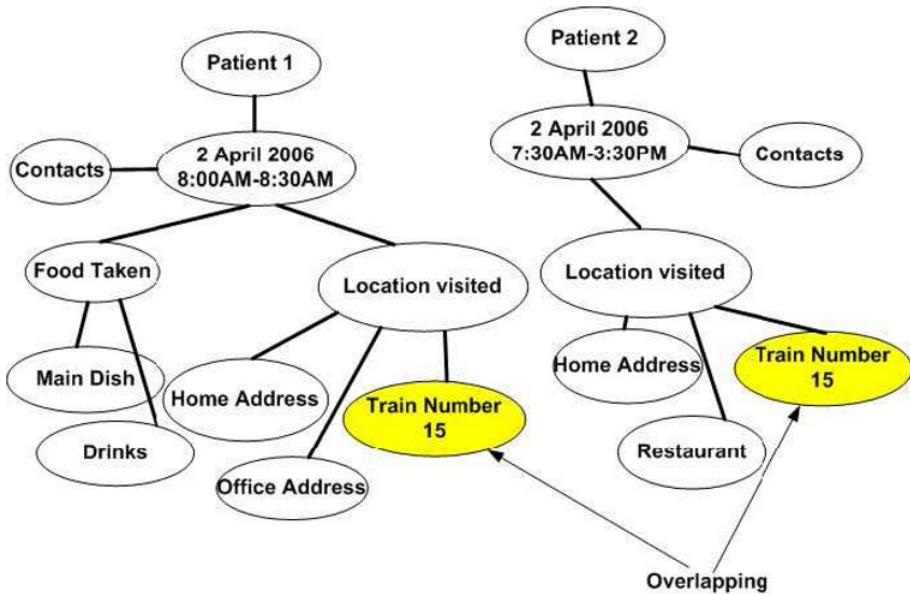 Patient 1
2 April 2006
8:00AM-8:30AM
Contacts
Food Taken
Main Dish
Drinks
Location visited
Home Address
Office Address
Train Number
15
Patient 2
2 April 2006
7:30AM-3:30PM
Contacts
Location visited
Home Address
Restaurant
Train Number
15
Overlapping